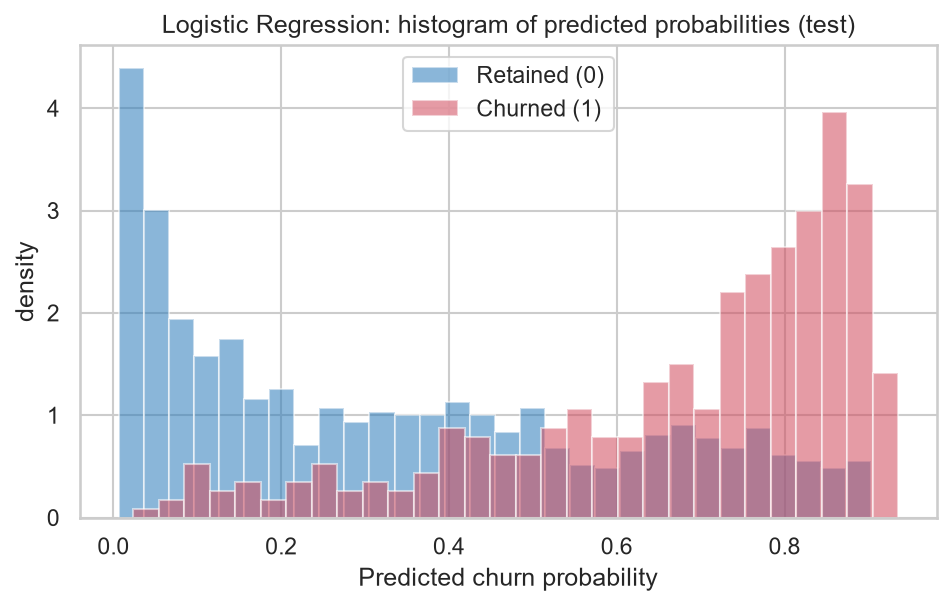 Logistic Regression: histogram of predicted probabilities (test)
Retained (0)
Churned (1)
density
4
3
2
1
0
0.0 0.2 0.4 0.6 0.8
Predicted churn probability